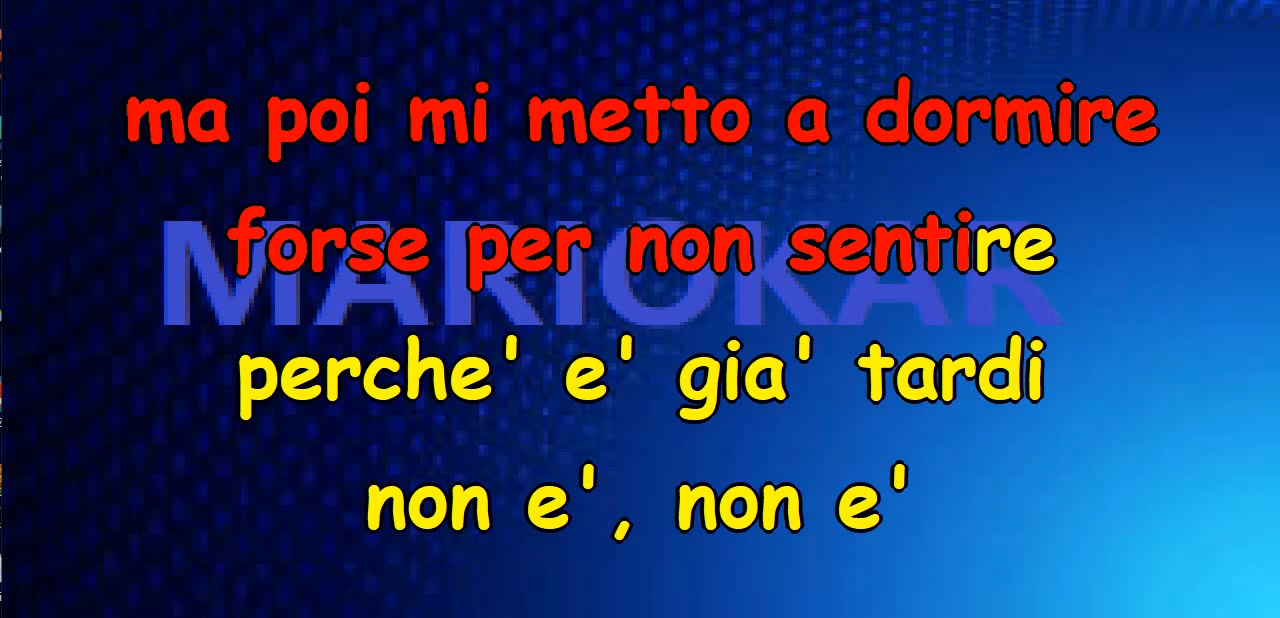 ma poi mi metto a dormire
forse per non sentire
MARIOKAR
perche' e' gia' tardi
non e', non e'